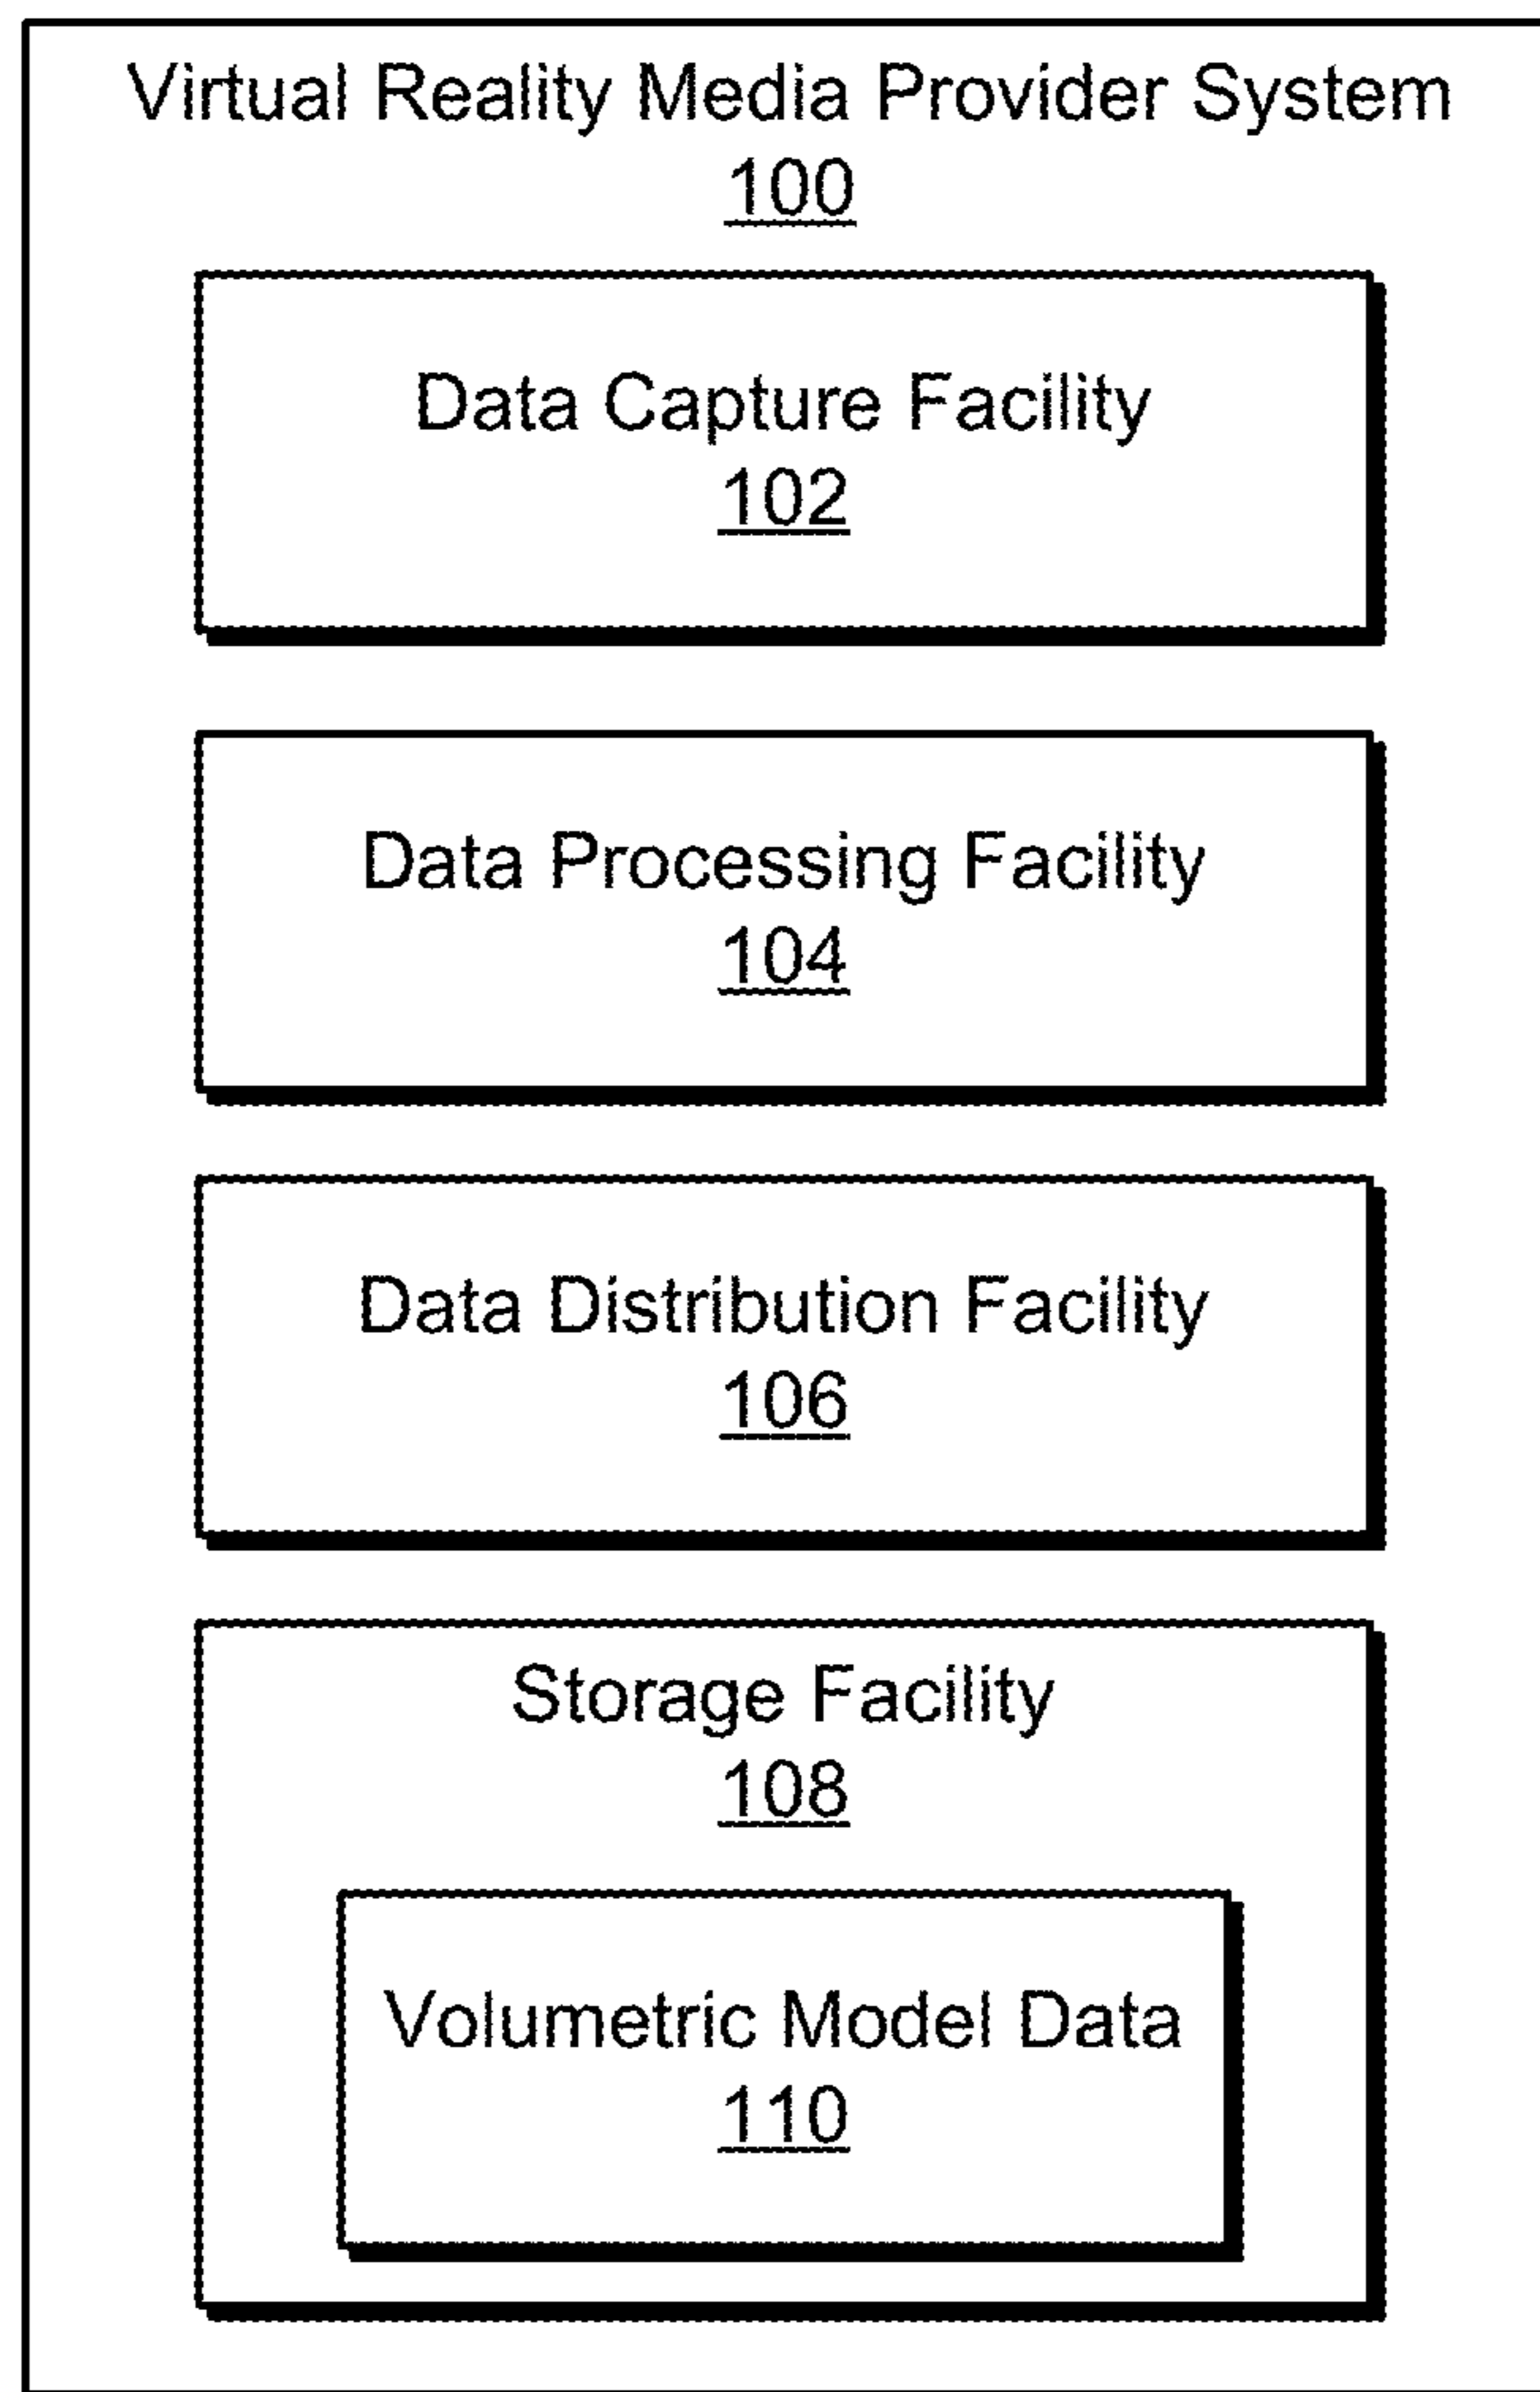 Virtual Reality Media Provider System
100
Data Capture Facility
102
Data Processing Facility
104
Data Distribution Facility
106
Storage Facility
108
Volumetric Model Data
110